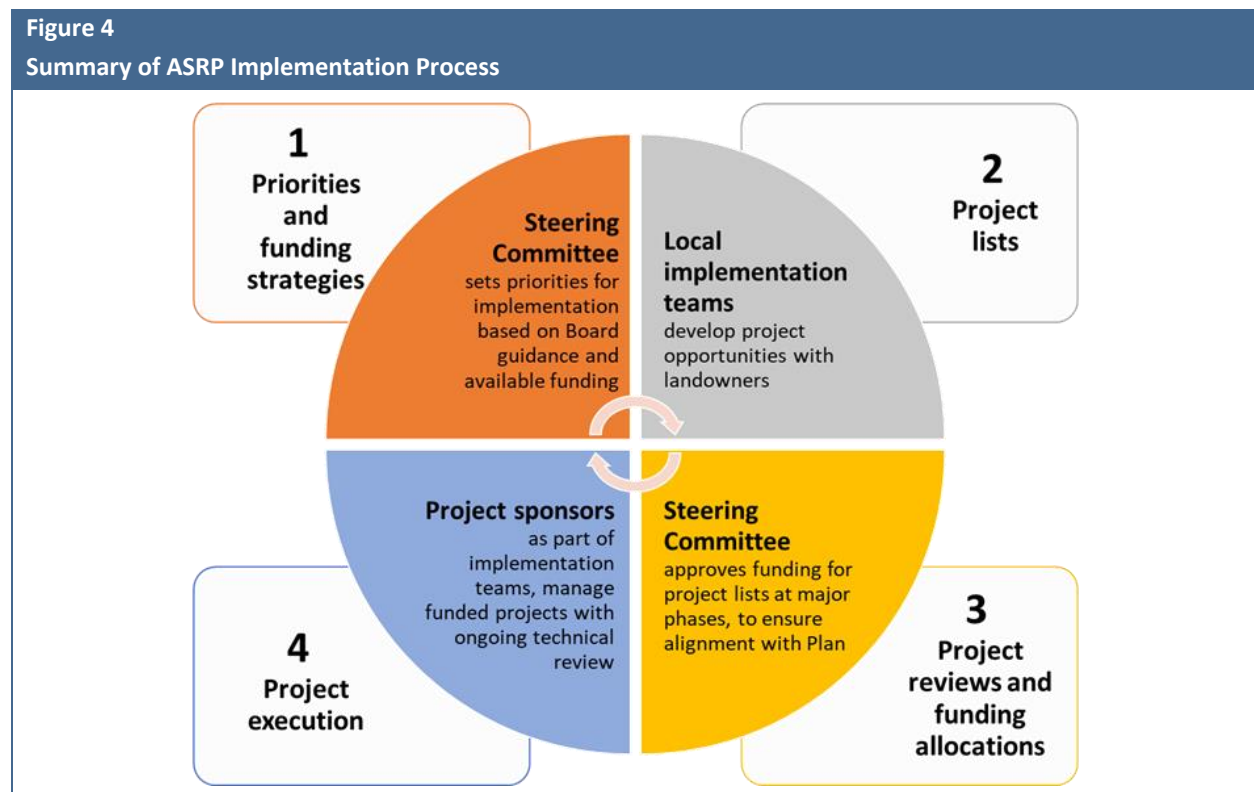 Figure 4
Summary of ASRP Implementation Process
1
Priorities
and
funding
strategies
Steering
Committee
sets priorities for
implementation
based on Board
guidance and
available funding
Local
implementation
teams
develop project
opportunities with
landowners
2
Project
lists
Project sponsors
as part of
implementation
teams, manage
funded projects with
ongoing technical
review
4
Project
execution
Steering
Committee
approves funding for
project lists at major
phases, to ensure
alignment with Plan
3
Project
reviews and
funding
allocations